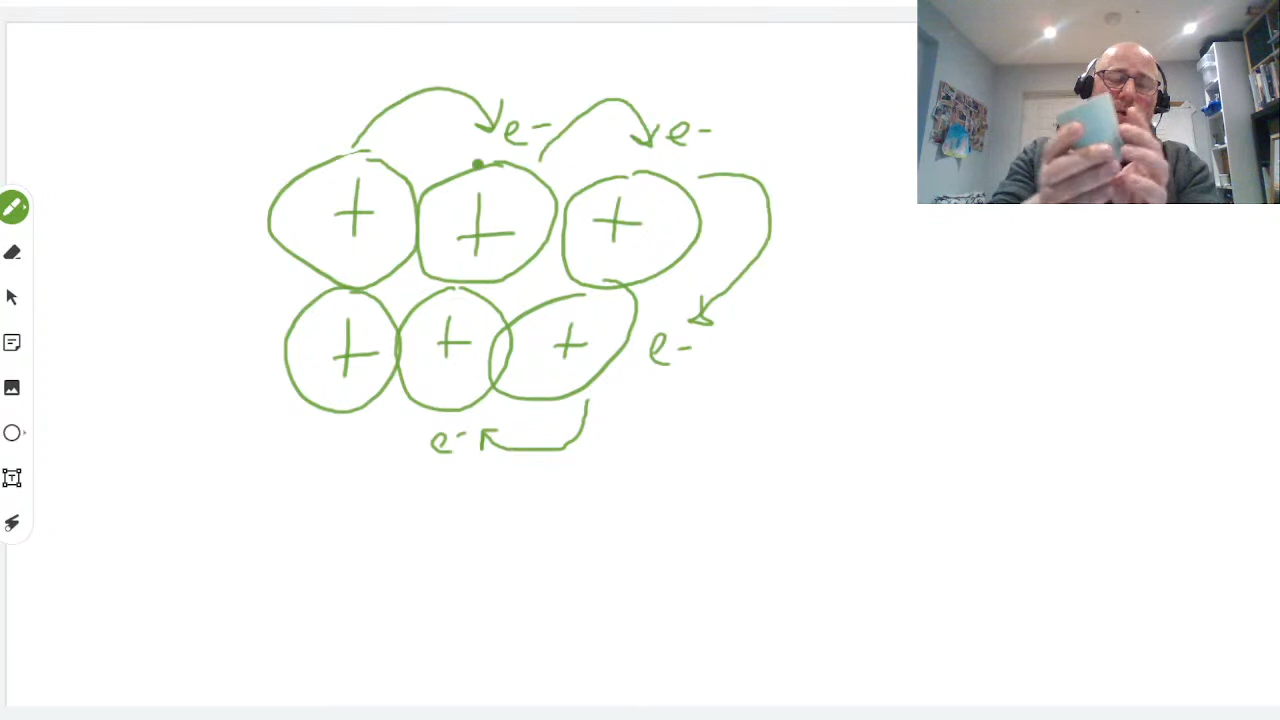 e- e-
+ + +
+ + +
e-
e-